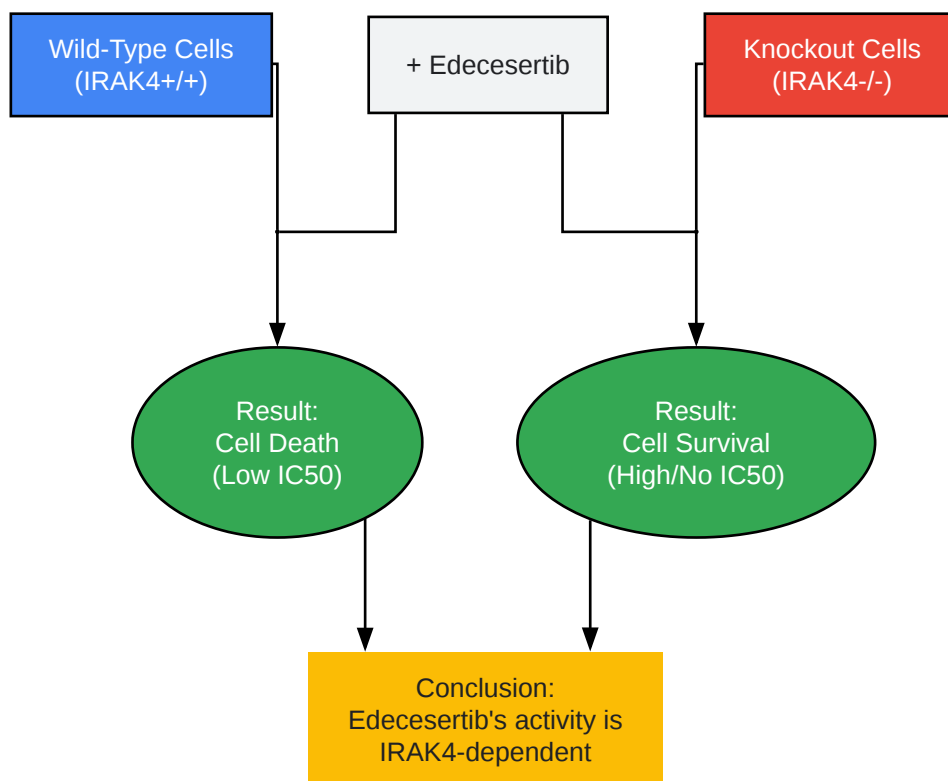 Wild-Type Cells
(IRAK4+/+)
+ Edecesertib
Knockout Cells
(IRAK4-/-)
Result:
Cell Death
(Low IC50)
Result:
Cell Survival
(High/No IC50)
Conclusion:
Edecesertib's activity is
IRAK4-dependent